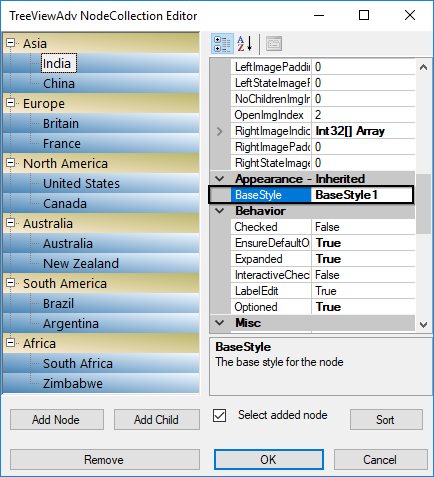 TreeViewAdv NodeCollection Editor
Asia
India
China
Europe
Britain
France
North America
United States
Canada
Australia
Australia
New Zealand
South America
Brazil
Argentina
Africa
South Africa
Zimbabwe
LeftImagePaddi 0
LeftStateImageF 0
NoChildrenImgIr 0
OpenImgIndex 2
RightImageIndic Int32[] Array
RightImagePado 0
RightStateImage 0
Appearance - Inherited
BaseStyle BaseStyle1
Behavior
Checked False
EnsureDefaultO True
Expanded True
InteractiveChec False
LabelEdit True
Optioned True
Misc
BaseStyle
The base style for the node
Add Node Add Child Select added node Sort
Remove OK Cancel